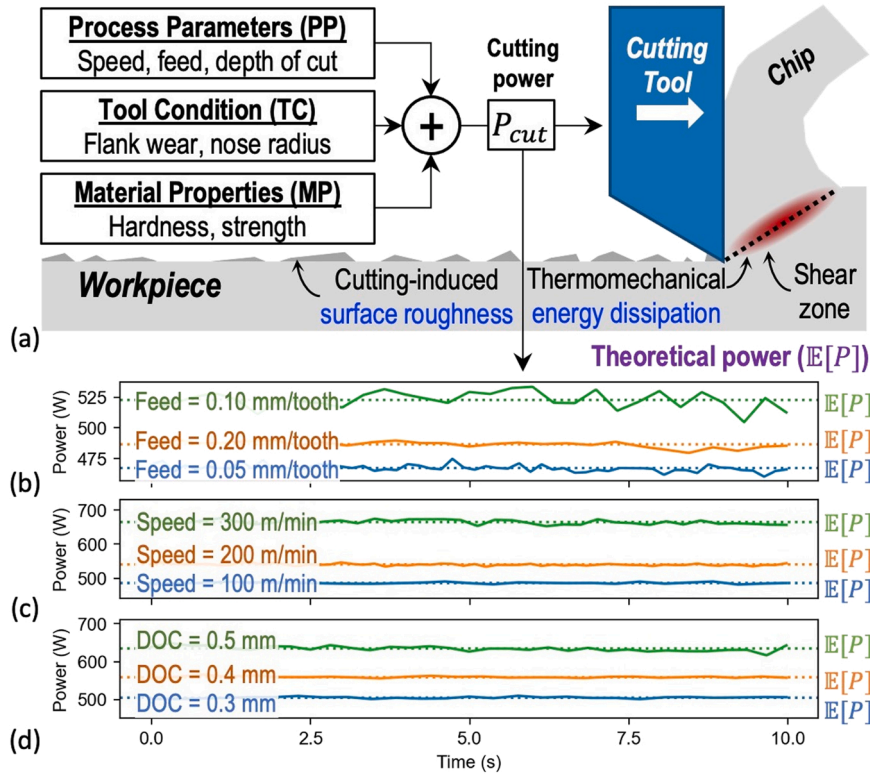 Process Parameters (PP)
Speed, feed, depth of cut
Tool Condition (TC)
Flank wear, nose radius
Material Properties (MP)
Hardness, strength
+
Cutting
power
P_cut
Cutting
Tool
Chip
Workpiece
Cutting-induced
surface roughness
Thermomechanical
energy dissipation
Shear
zone
(a)
Theoretical power (𝔼[P])
Power (W)
525
500
475
Feed = 0.10 mm/tooth
Feed = 0.20 mm/tooth
Feed = 0.05 mm/tooth
𝔼[P]
𝔼[P]
𝔼[P]
(b)
Power (W)
700
600
500
Speed = 300 m/min
Speed = 200 m/min
Speed = 100 m/min
𝔼[P]
𝔼[P]
𝔼[P]
(c)
Power (W)
700
600
500
DOC = 0.5 mm
DOC = 0.4 mm
DOC = 0.3 mm
𝔼[P]
𝔼[P]
𝔼[P]
(d)
0.0 2.5 5.0 7.5 10.0
Time (s)